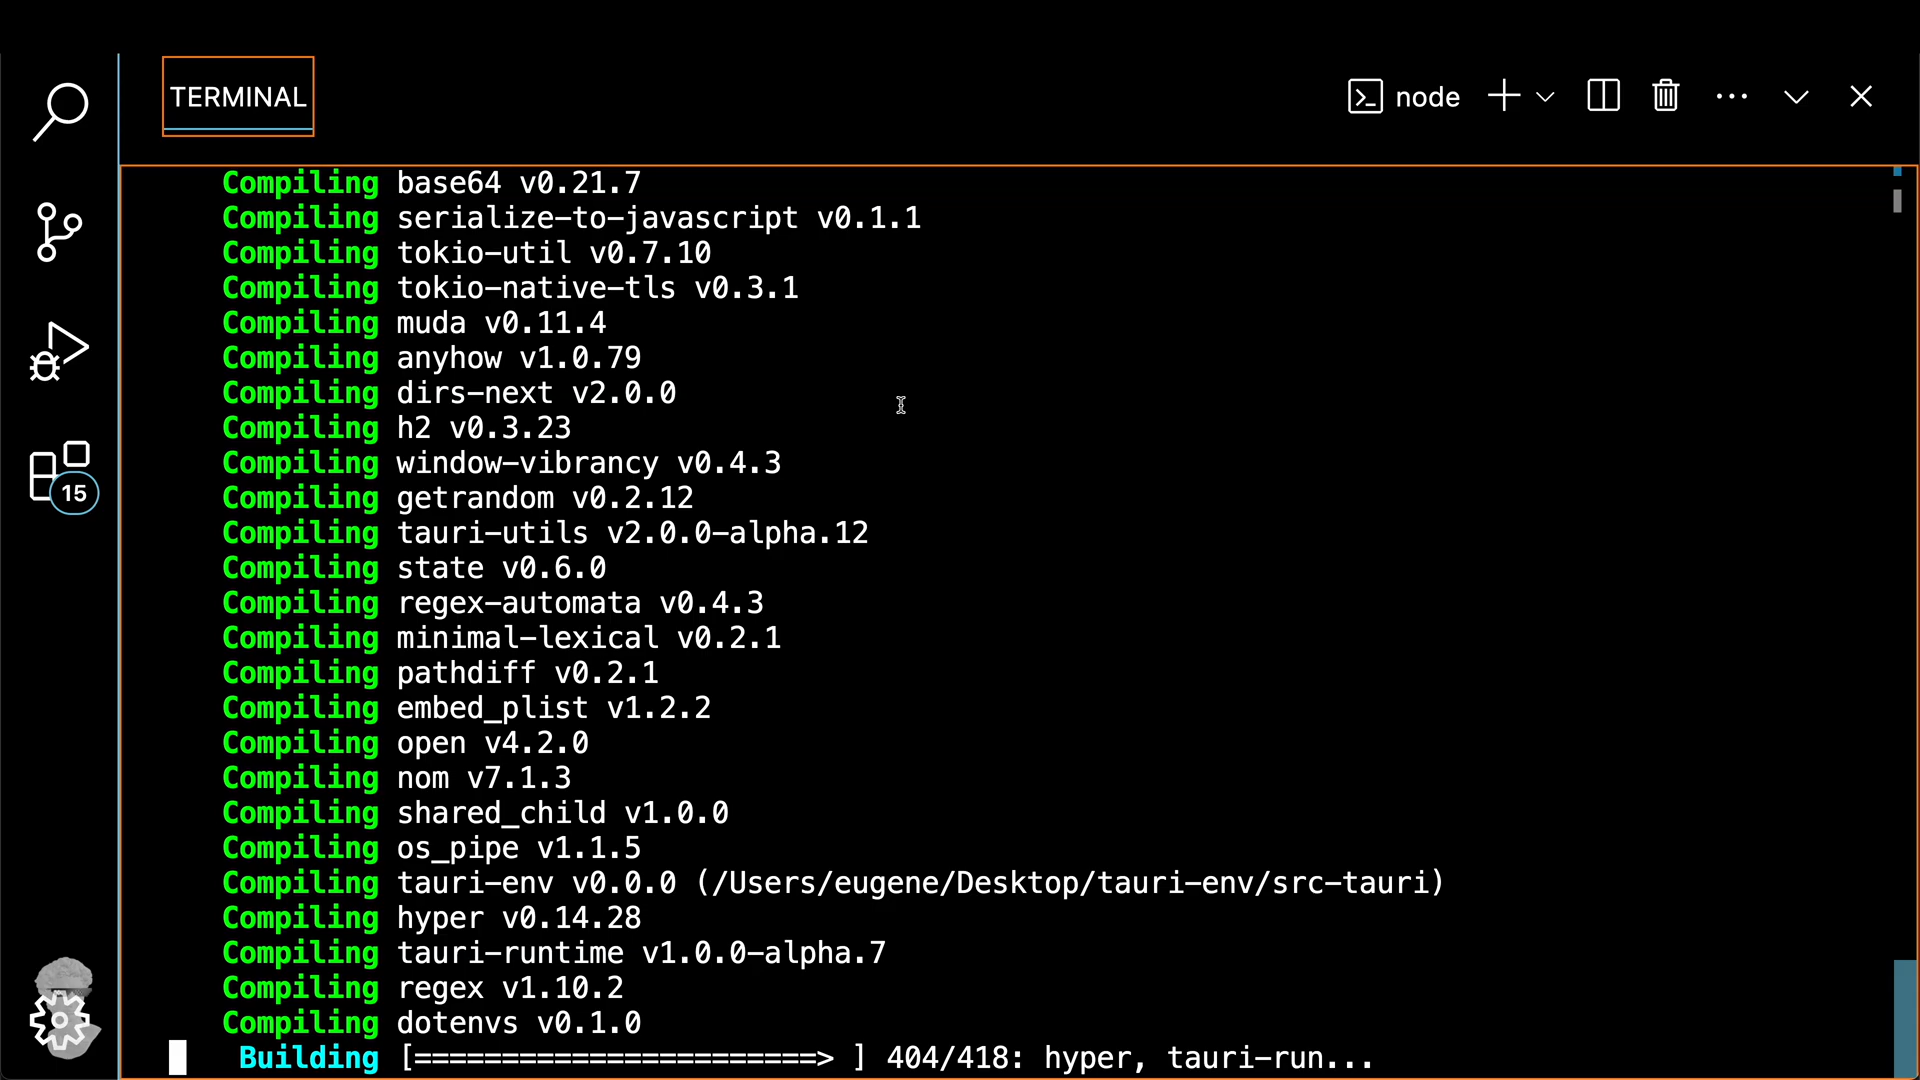 TERMINAL
node
Compiling base64 v0.21.7
Compiling serialize-to-javascript v0.1.1
Compiling tokio-util v0.7.10
Compiling tokio-native-tls v0.3.1
Compiling muda v0.11.4
Compiling anyhow v1.0.79
Compiling dirs-next v2.0.0
Compiling h2 v0.3.23
Compiling window-vibrancy v0.4.3
Compiling getrandom v0.2.12
Compiling tauri-utils v2.0.0-alpha.12
Compiling state v0.6.0
Compiling regex-automata v0.4.3
Compiling minimal-lexical v0.2.1
Compiling pathdiff v0.2.1
Compiling embed_plist v1.2.2
Compiling open v4.2.0
Compiling nom v7.1.3
Compiling shared_child v1.0.0
Compiling os_pipe v1.1.5
Compiling tauri-env v0.0.0 (/Users/eugene/Desktop/tauri-env/src-tauri)
Compiling hyper v0.14.28
Compiling tauri-runtime v1.0.0-alpha.7
Compiling regex v1.10.2
Compiling dotenvs v0.1.0
Building [=======================> ] 404/418: hyper, tauri-run...
15